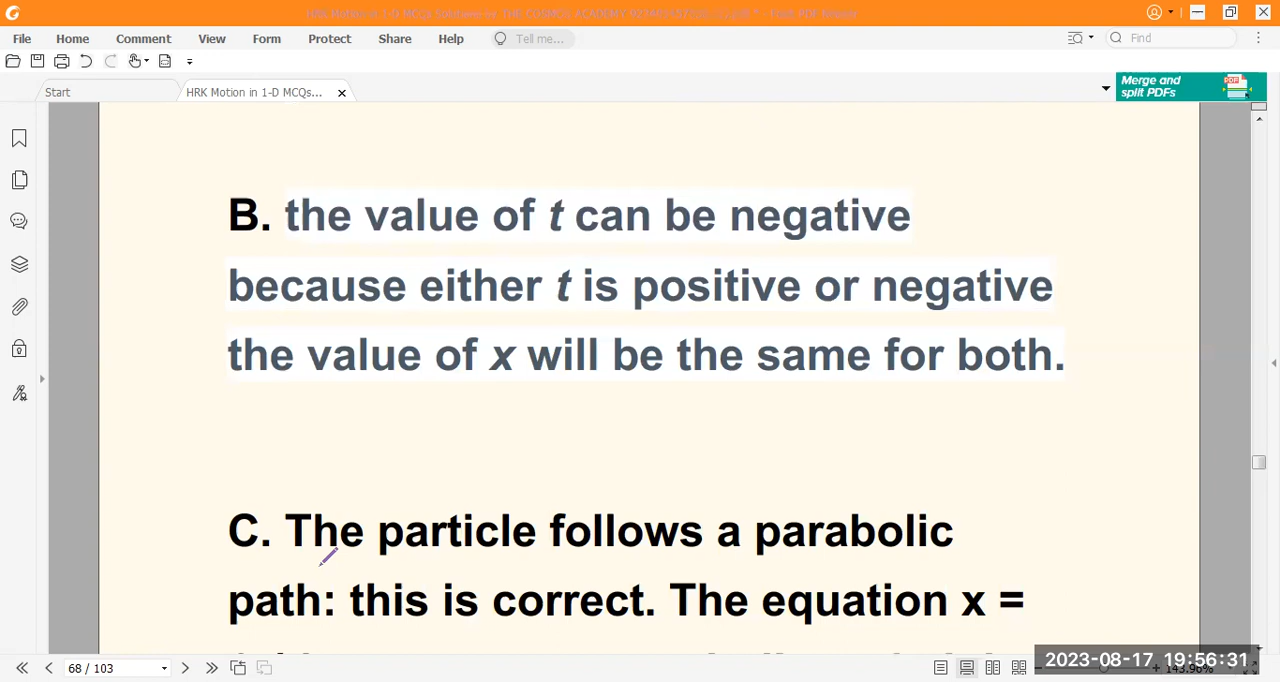 File Home Comment View Form Protect Share Help Tell me... Find
Start HRK Motion in 1-D MCQs...
Merge and
split PDFs
PDF
B. the value of t can be negative
because either t is positive or negative
the value of x will be the same for both.
C. The particle follows a parabolic
path: this is correct. The equation x =
68 / 103
2023-08-17 19:56:31
143.96%